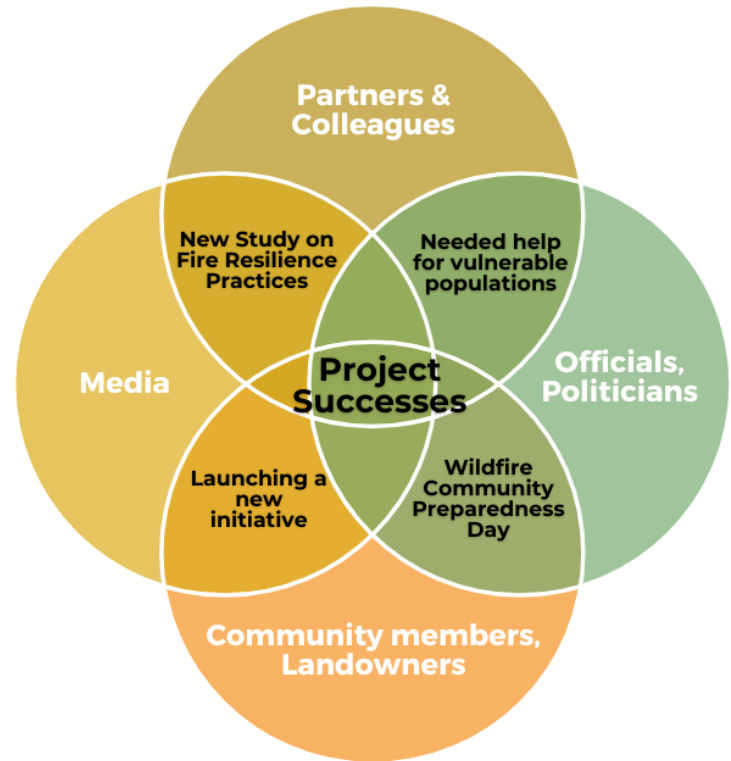 Partners &
Colleagues
New Study on
Fire Resilience
Practices
Needed help
for vulnerable
populations
Media
Project
Successes
Officials,
Politicians
Launching a
new
initiative
Wildfire
Community
Preparedness
Day
Community members,
Landowners